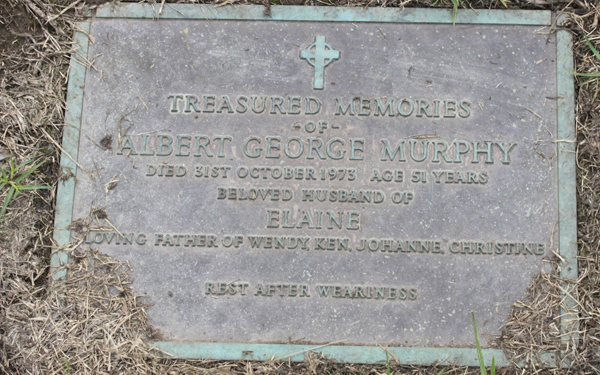 TREASURED MEMORIES
-OF-
ALBERT GEORGE MURPHY
DIED 31ST OCTOBER 1973 AGE 51 YEARS
BELOVED HUSBAND OF
ELAINE
LOVING FATHER OF WENDY, KEN, JOHANNE, CHRISTINE
REST AFTER WEARINESS